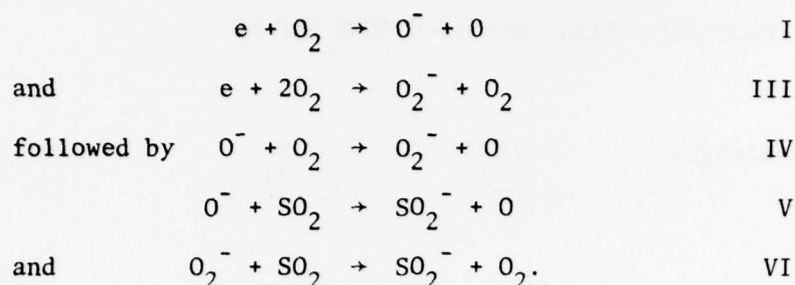 e + O₂ → O⁻ + O I
and e + 2O₂ → O₂⁻ + O₂ III
followed by O⁻ + O₂ → O₂⁻ + O IV
O⁻ + SO₂ → SO₂⁻ + O V
and O₂⁻ + SO₂ → SO₂⁻ + O₂. VI